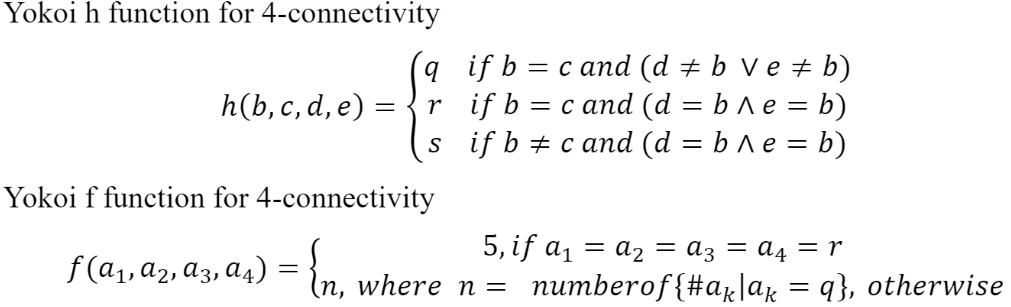 Yokoi h function for 4-connectivity
q if b = c and (d ≠ b ∨ e ≠ b)
h(b, c, d, e) = { r if b = c and (d = b ∧ e = b)
s if b ≠ c and (d = b ∧ e = b)
Yokoi f function for 4-connectivity
5, if a₁ = a₂ = a₃ = a₄ = r
f(a₁, a₂, a₃, a₄) = {
n, where n = numberof{#aₖ|aₖ = q}, otherwise